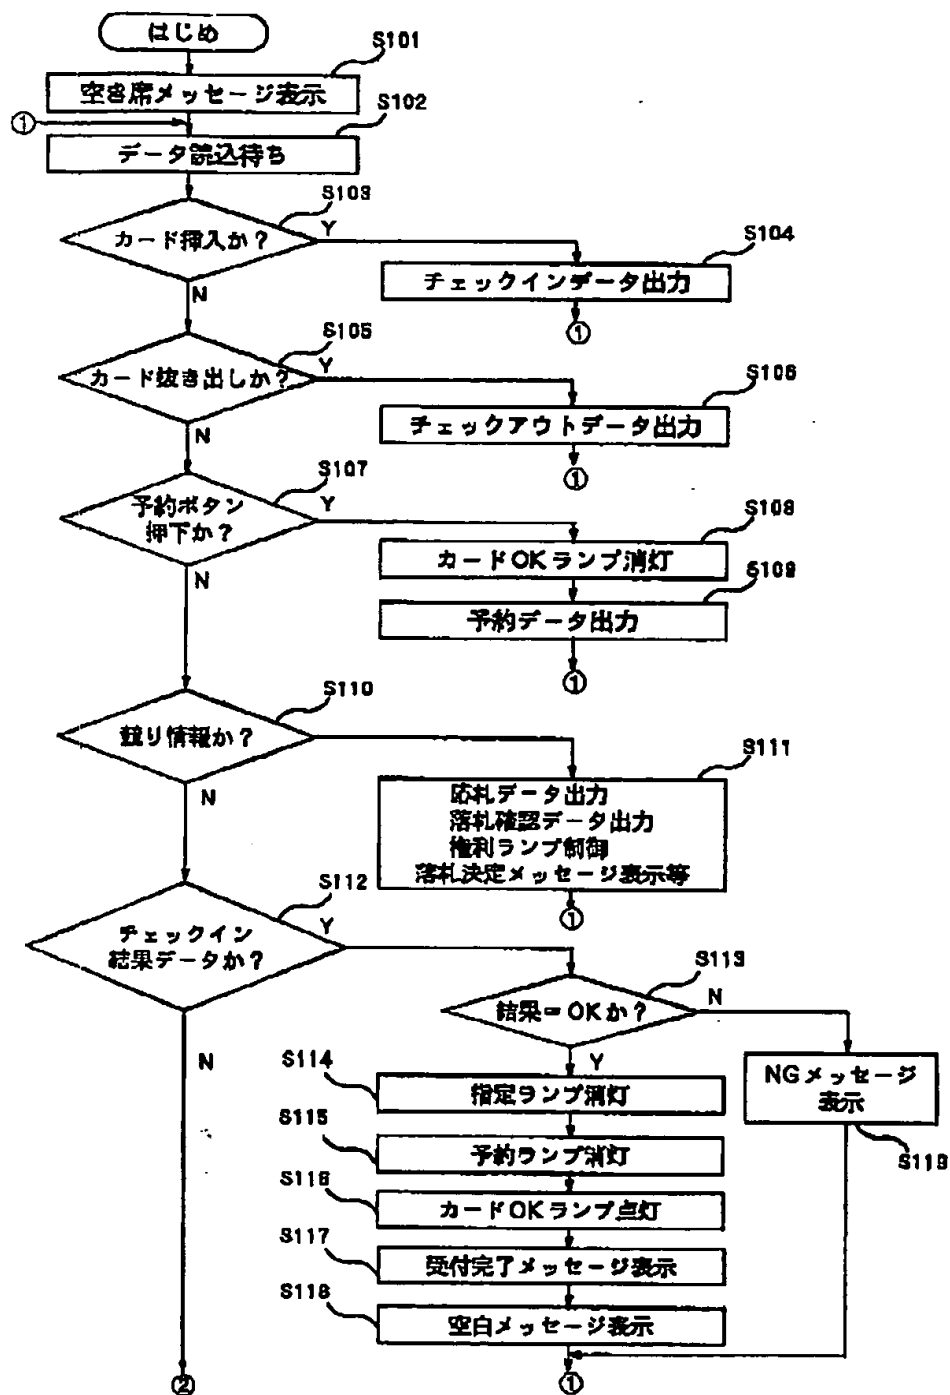 はじめ
S101
空き席メッセージ表示
S102
①
データ読込待ち
S103
カード挿入か?
Y
N
S104
チェックインデータ出力
①
S105
カード抜き出しか?
Y
N
S106
チェックアウトデータ出力
①
S107
予約ボタン
押下か?
Y
N
S108
カードOKランプ消灯
S109
予約データ出力
①
S110
競り情報か?
N
S111
応札データ出力
落札確認データ出力
権利ランプ制御
落札決定メッセージ表示等
①
S112
チェックイン
結果データか?
Y
N
S113
結果=OKか?
N
Y
S114
指定ランプ消灯
NGメッセージ
表示
S119
S115
予約ランプ消灯
S116
カードOKランプ点灯
S117
受付完了メッセージ表示
S118
空白メッセージ表示
②
①